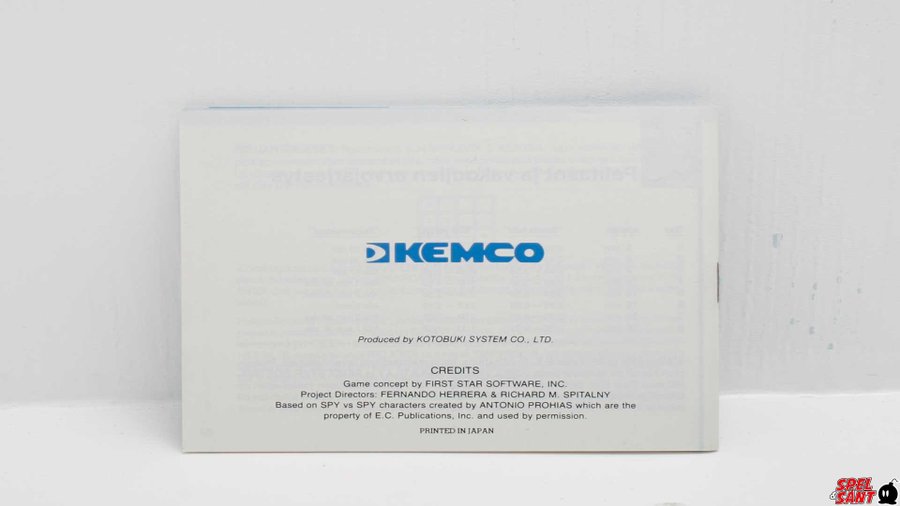 KEMCO
Produced by KOTOBUKI SYSTEM CO., LTD.
CREDITS
Game concept by FIRST STAR SOFTWARE, INC.
Project Directors: FERNANDO HERRERA & RICHARD M. SPITALNY
Based on SPY vs SPY characters created by ANTONIO PROHIAS which are the
property of E.C. Publications, Inc. and used by permission.
PRINTED IN JAPAN
SPEL
SANT